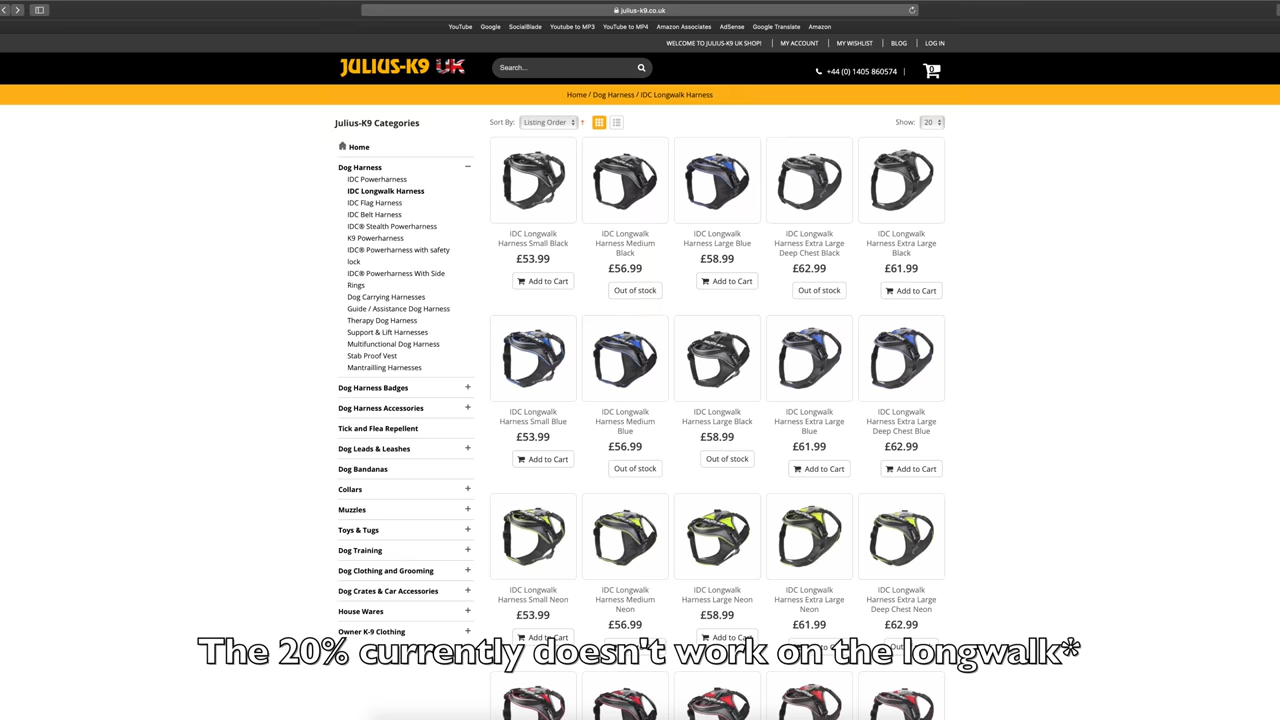 julius-k9.co.uk
YouTube Google SocialBlade Youtube to MP3 YouTube to MP4 Amazon Associates AdSense Google Translate Amazon
WELCOME TO JULIUS-K9 UK SHOP! MY ACCOUNT MY WISHLIST BLOG LOG IN
JULIUS-K9 UK
Search...
+44 (0) 1405 860574
0
Home / Dog Harness / IDC Longwalk Harness
Julius-K9 Categories
Home
Dog Harness
IDC Powerharness
IDC Longwalk Harness
IDC Flag Harness
IDC Belt Harness
IDC® Stealth Powerharness
K9 Powerharness
IDC® Powerharness with safety
lock
IDC® Powerharness With Side
Rings
Dog Carrying Harnesses
Guide / Assistance Dog Harness
Therapy Dog Harness
Support & Lift Harnesses
Multifunctional Dog Harness
Stab Proof Vest
Mantrailling Harnesses
Dog Harness Badges
Dog Harness Accessories
Tick and Flea Repellent
Dog Leads & Leashes
Dog Bandanas
Collars
Muzzles
Toys & Tugs
Dog Training
Dog Clothing and Grooming
Dog Crates & Car Accessories
House Wares
Owner K-9 Clothing
Sort By: Listing Order
Show: 20
IDC Longwalk
Harness Small Black
£53.99
Add to Cart
IDC Longwalk
Harness Medium
Black
£56.99
Out of stock
IDC Longwalk
Harness Large Blue
£58.99
Add to Cart
IDC Longwalk
Harness Extra Large
Deep Chest Black
£62.99
Out of stock
IDC Longwalk
Harness Extra Large
Black
£61.99
Add to Cart
IDC Longwalk
Harness Small Blue
£53.99
Add to Cart
IDC Longwalk
Harness Medium
Blue
£56.99
Out of stock
IDC Longwalk
Harness Large Black
£58.99
Out of stock
IDC Longwalk
Harness Extra Large
Blue
£61.99
Add to Cart
IDC Longwalk
Harness Extra Large
Deep Chest Blue
£62.99
Add to Cart
IDC Longwalk
Harness Small Neon
£53.99
Add to Cart
IDC Longwalk
Harness Medium
Neon
£56.99
IDC Longwalk
Harness Large Neon
£58.99
Add to Cart
IDC Longwalk
Harness Extra Large
Neon
£61.99
IDC Longwalk
Harness Extra Large
Deep Chest Neon
£62.99
The 20% currently doesn't work on the longwalk*